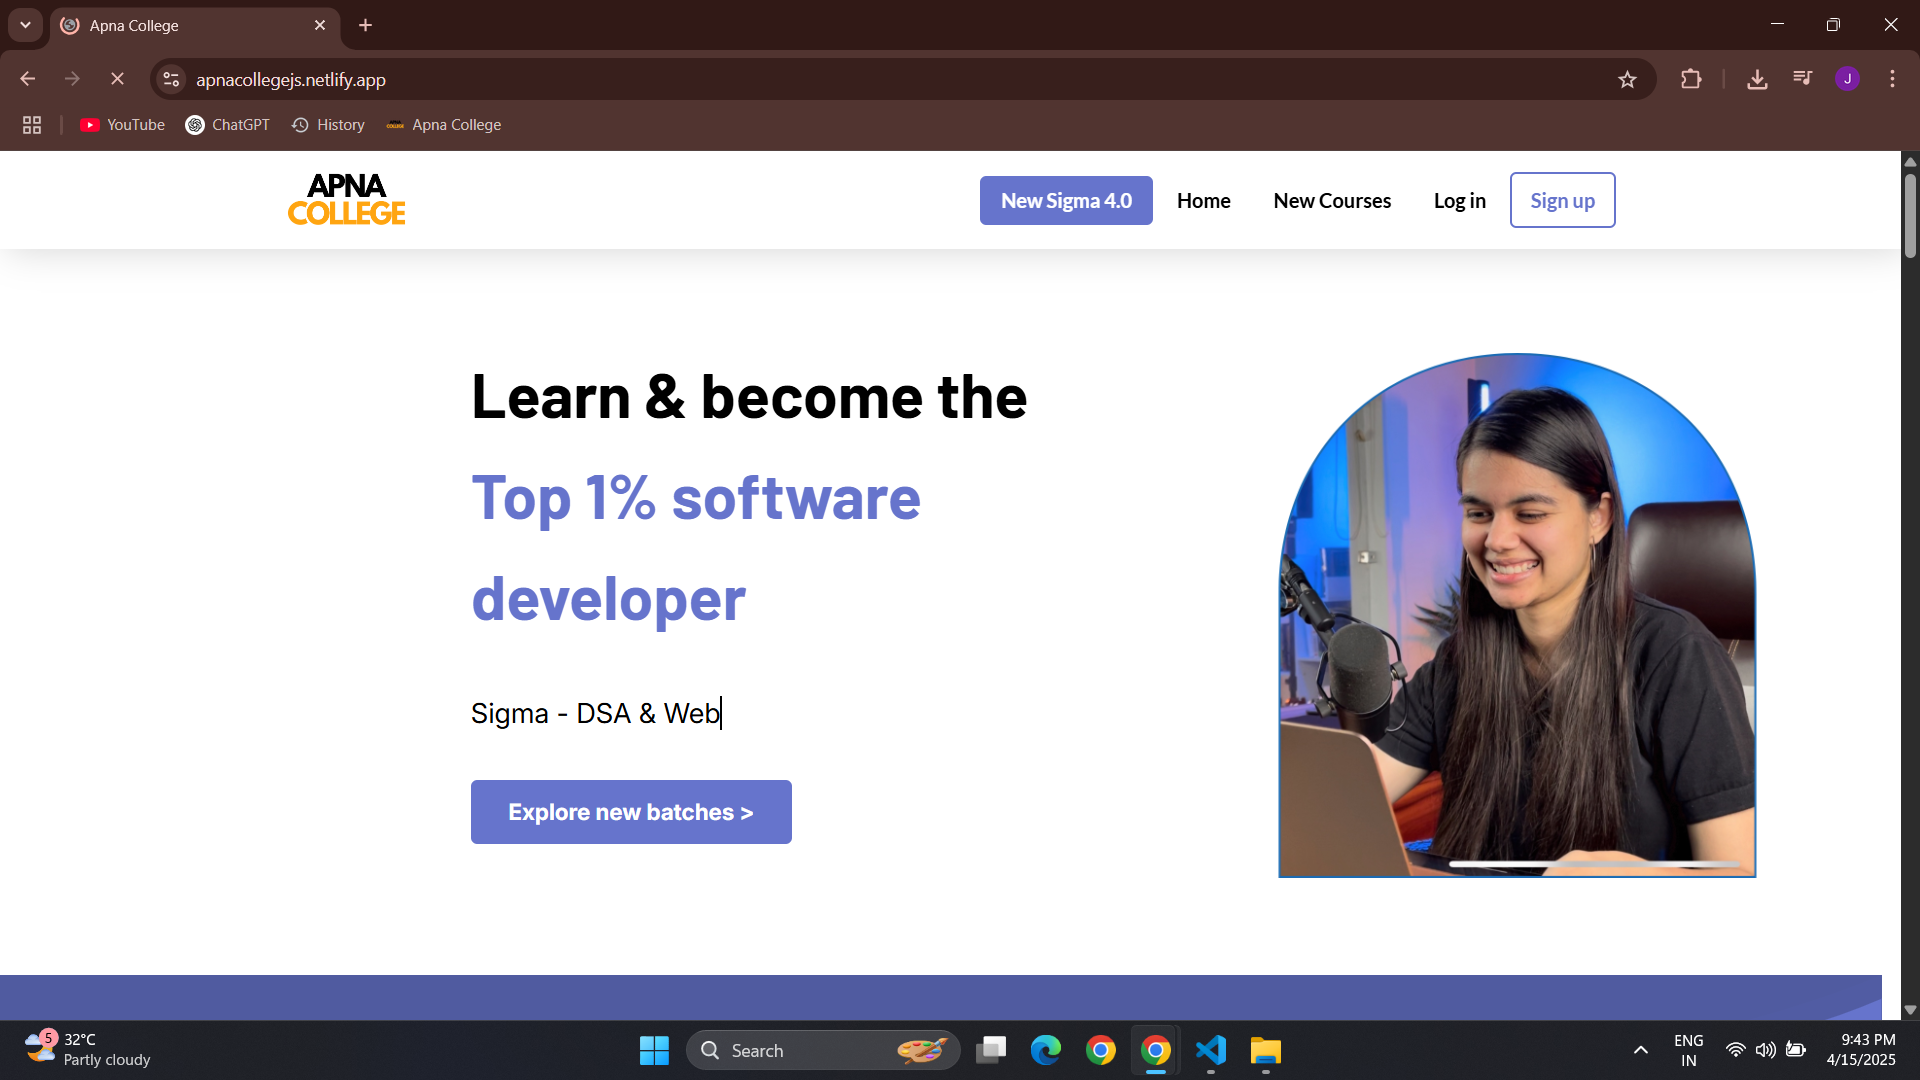 Apna College
apnacollegejs.netlify.app
J
YouTube
ChatGPT
History
COLLEGE
Apna College
APNA
COLLEGE
New Sigma 4.0
Home
New Courses
Log in
Sign up
Learn & become the
Top 1% software
developer
Sigma - DSA & Web
Explore new batches >
5
32°C
Partly cloudy
Search
ENG
IN
9:43 PM
4/15/2025